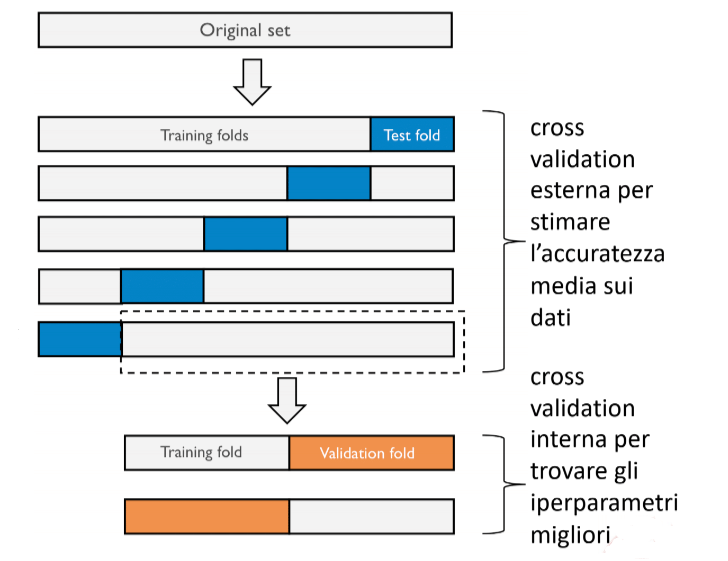 Original set
Training folds
Test fold
cross
validation
esterna per
stimare
l’accuratezza
media sui
dati
cross
validation
interna per
trovare gli
iperparametri
migliori
Training fold
Validation fold